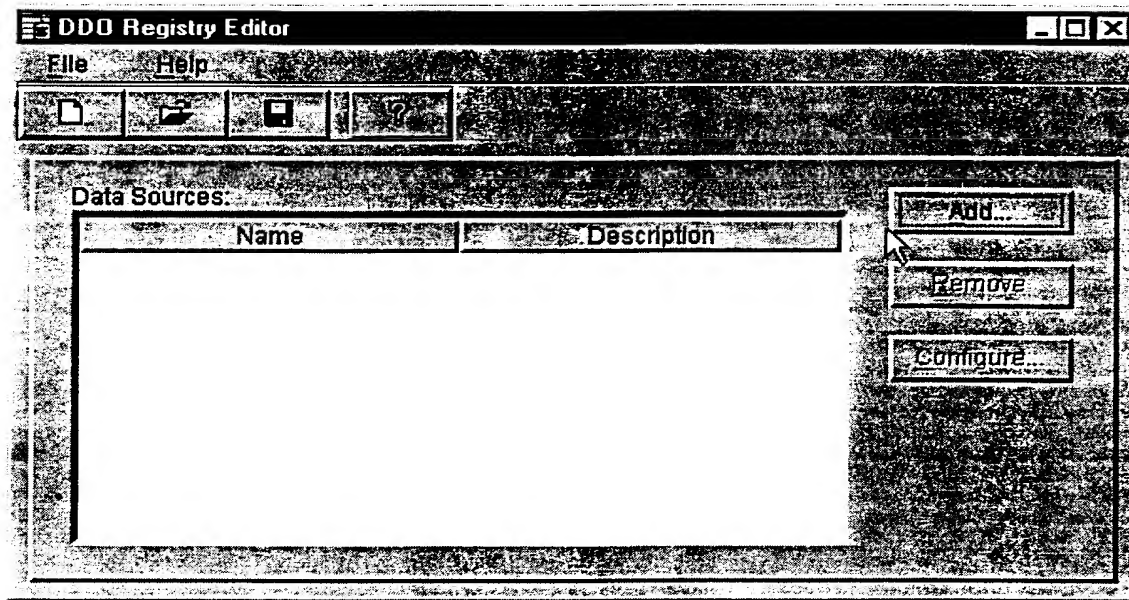 DDO Registry Editor
File Help
?
Data Sources:
Name Description
Add...
Remove
Configure...